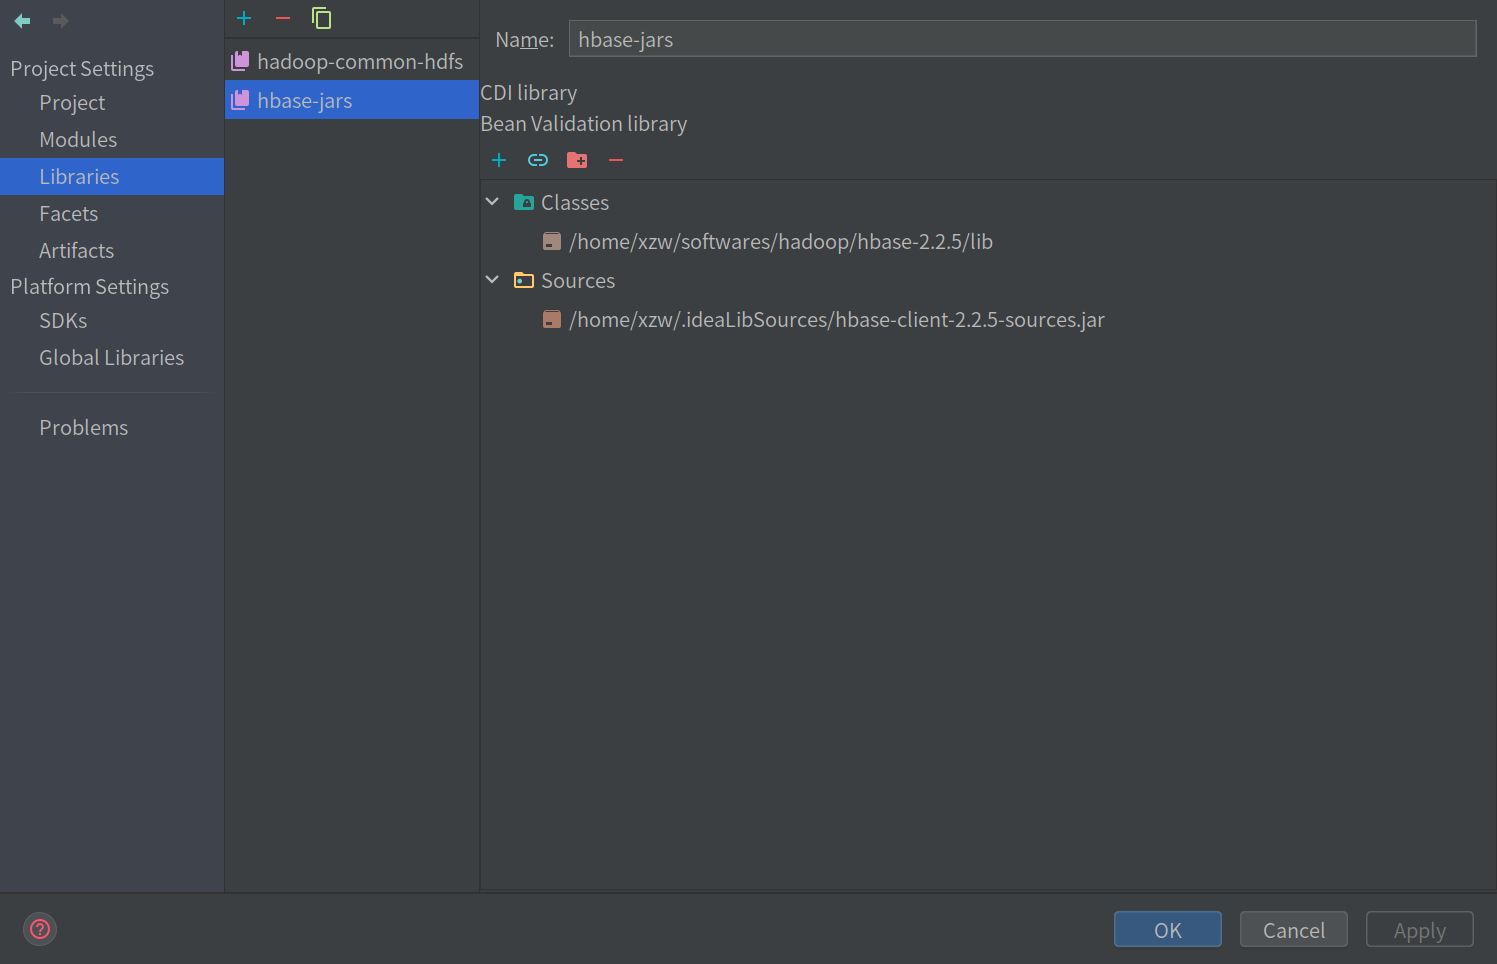 Project Settings
Project
Modules
Libraries
Facets
Artifacts
Platform Settings
SDKs
Global Libraries
Problems
hadoop-common-hdfs
hbase-jars
Name: hbase-jars
CDI library
Bean Validation library
Classes
/home/xzw/softwares/hadoop/hbase-2.2.5/lib
Sources
/home/xzw/.ideaLibSources/hbase-client-2.2.5-sources.jar
?
OK
Cancel
Apply